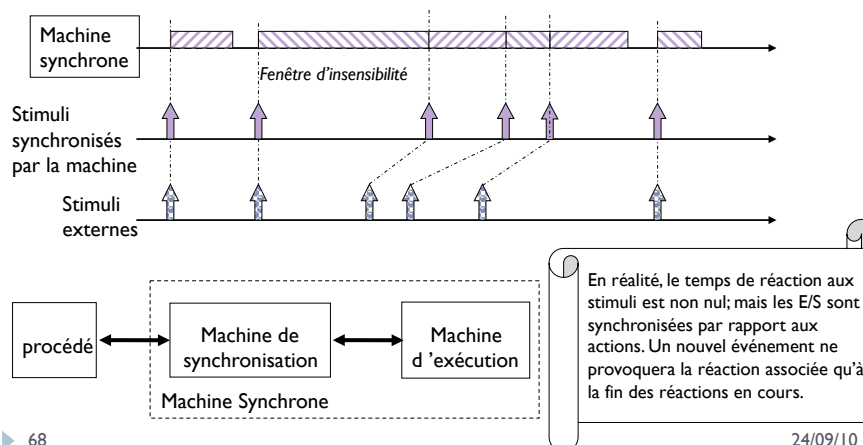 Machine
synchrone
Fenêtre d'insensibilité
Stimuli
synchronisés
par la machine
Stimuli
externes
procédé
Machine de
synchronisation
Machine
d 'exécution
Machine Synchrone
En réalité, le temps de réaction aux
stimuli est non nul; mais les E/S sont
synchronisées par rapport aux
actions. Un nouvel événement ne
provoquera la réaction associée qu'à
la fin des réactions en cours.
68
24/09/10